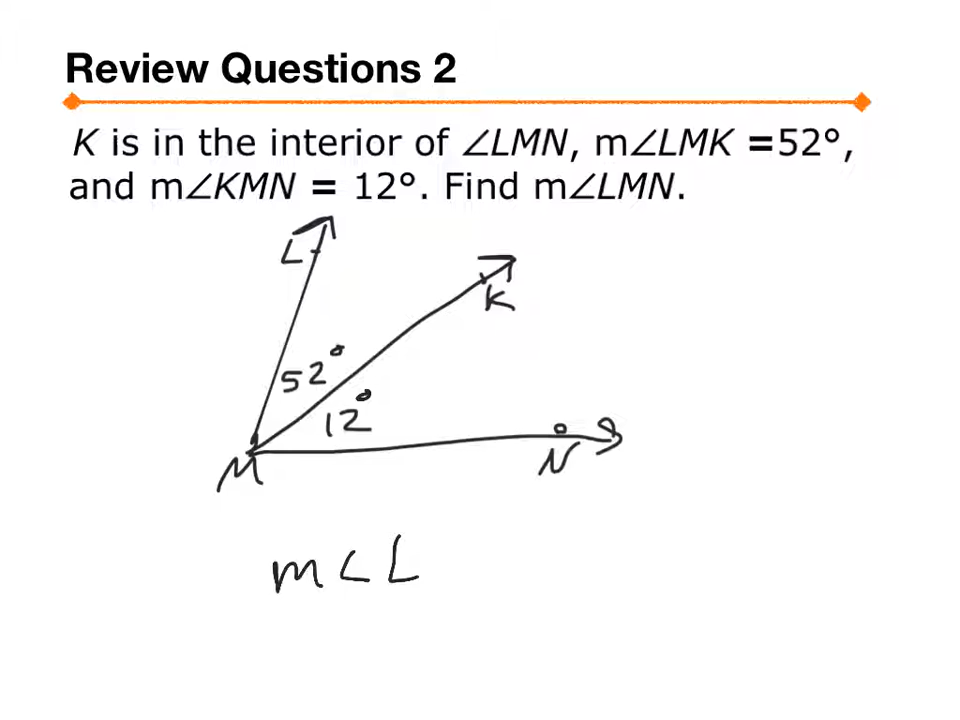 Review Questions 2
K is in the interior of ∠LMN, m∠LMK =52°,
and m∠KMN = 12°. Find m∠LMN.
L
K
52°
12°
N
M
m∠L